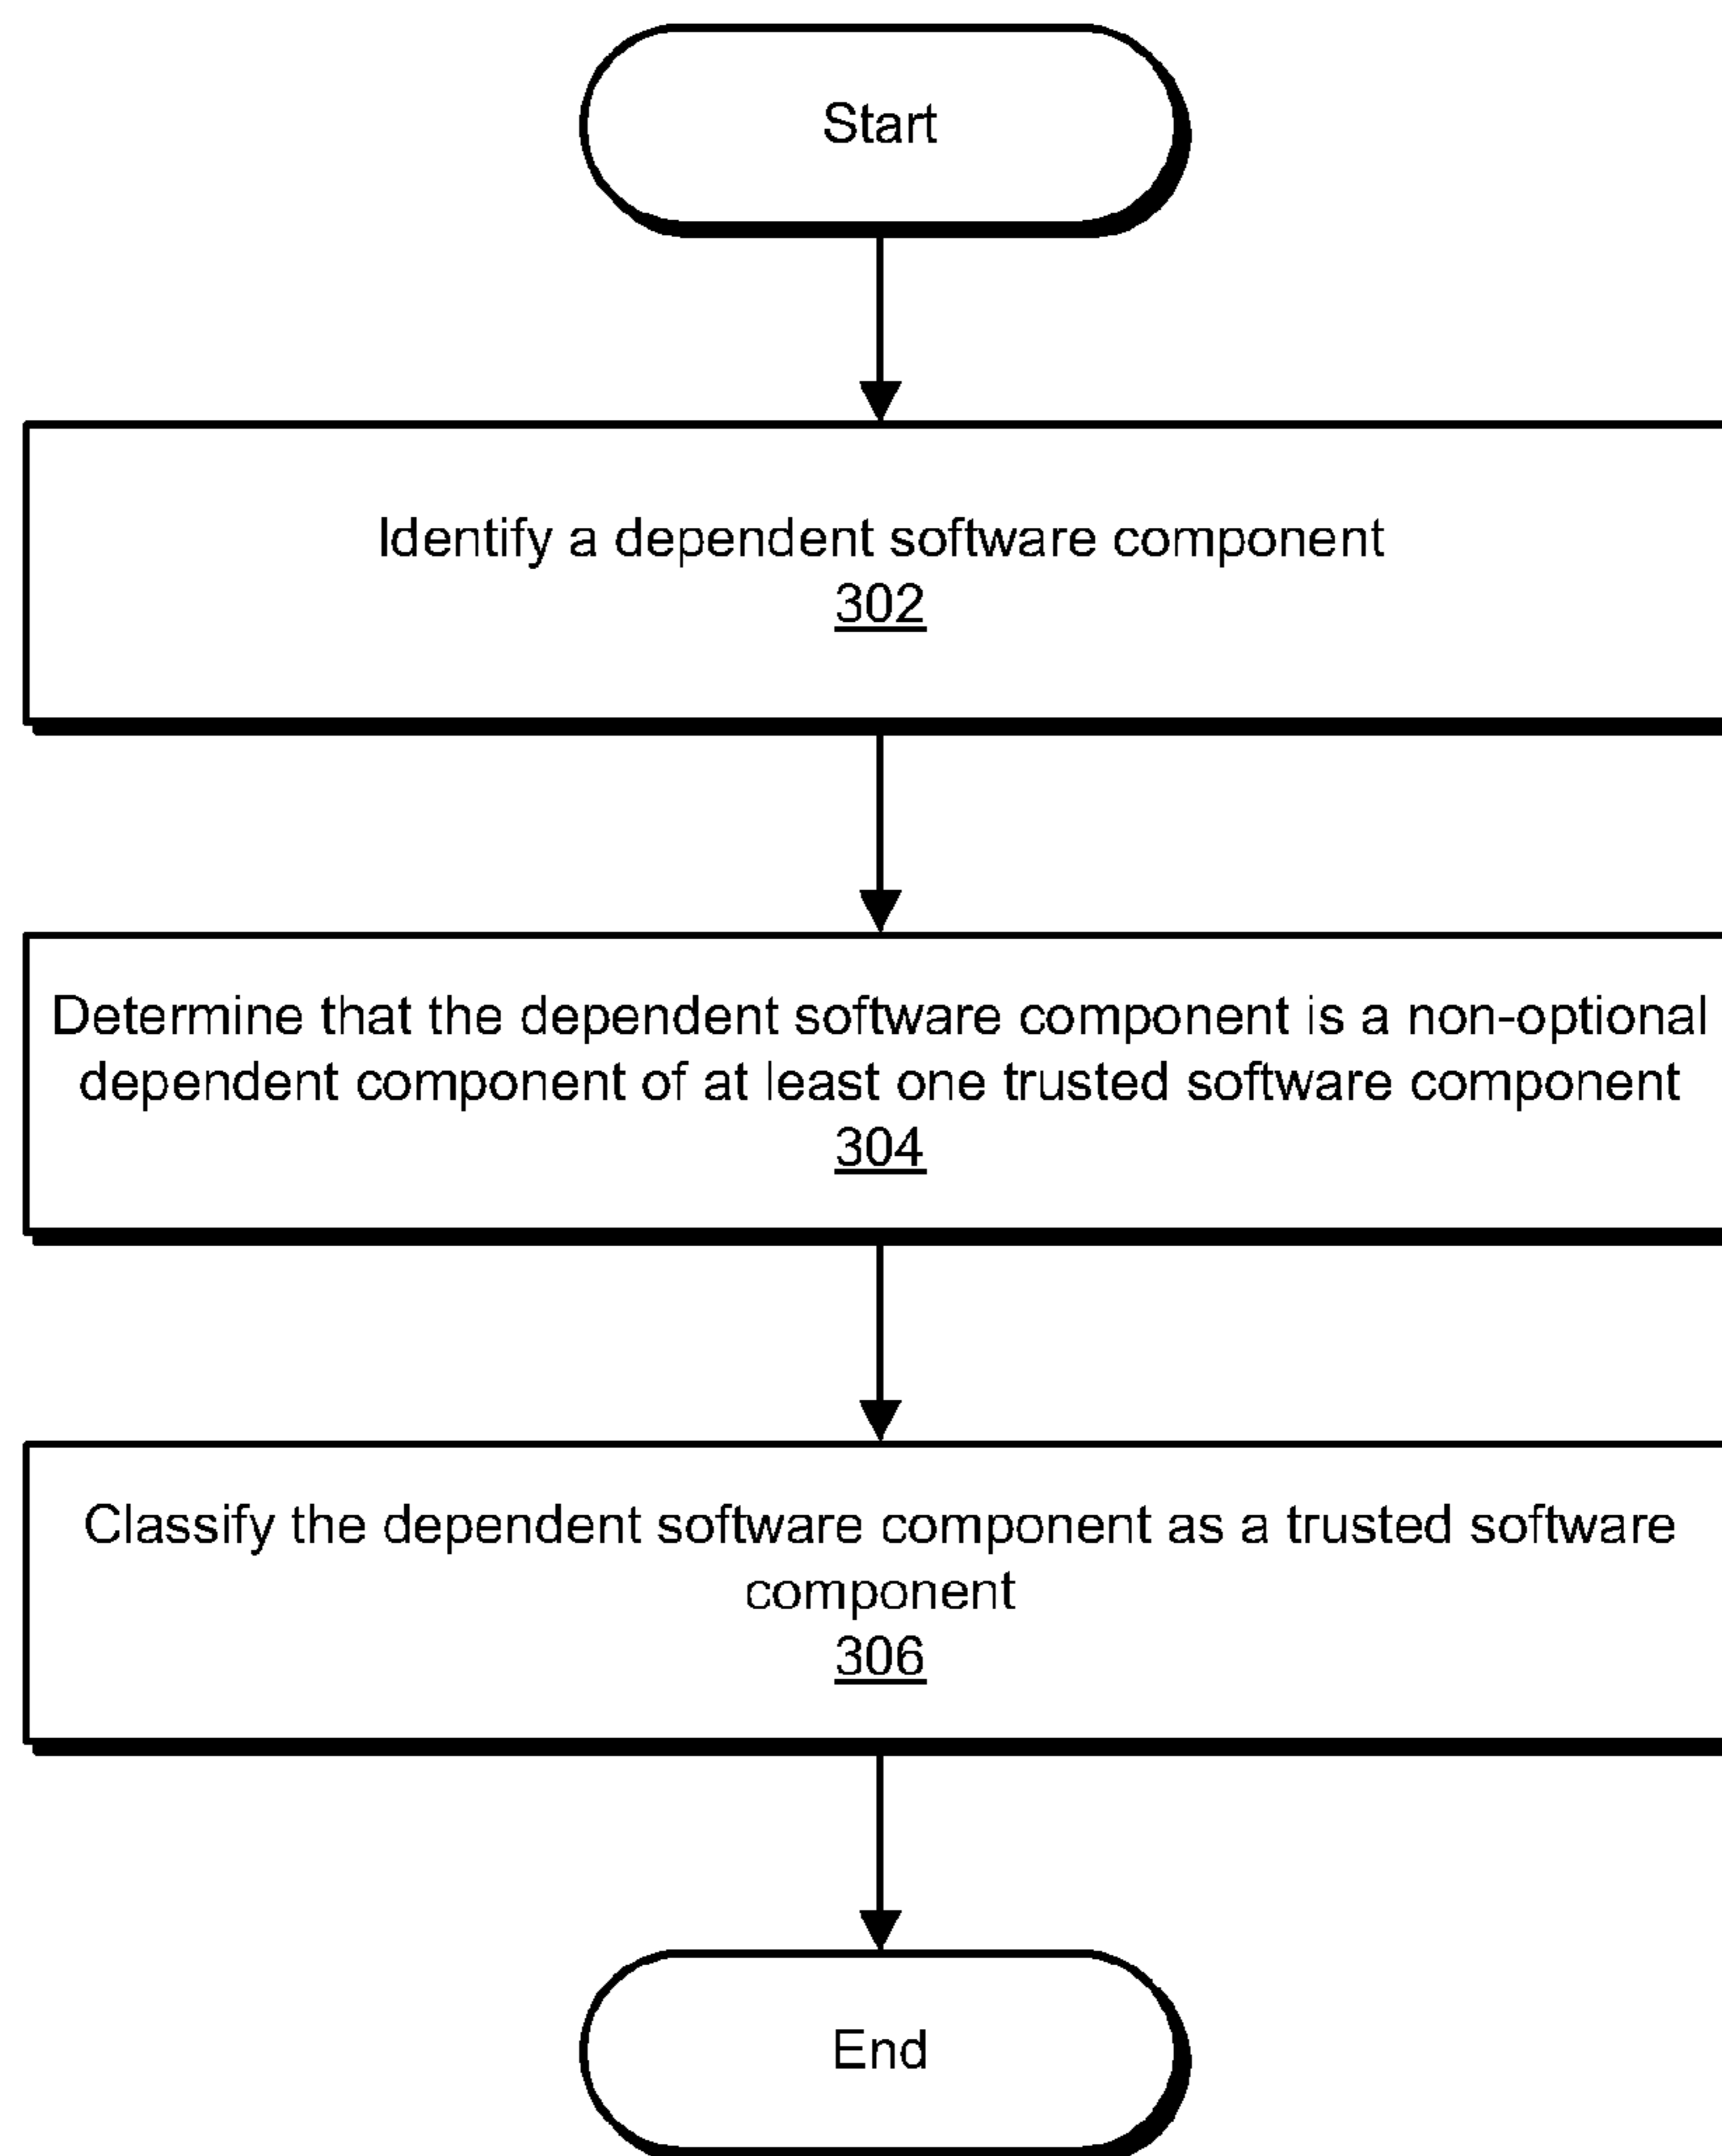 Start
Identify a dependent software component
302
Determine that the dependent software component is a non-optional
dependent component of at least one trusted software component
304
Classify the dependent software component as a trusted software
component
306
End